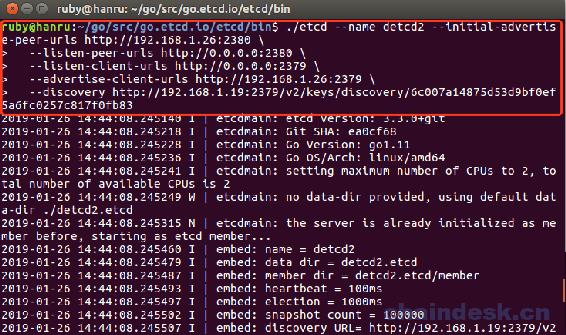 ruby@hanru: ~/go/src/go.etcd.io/etcd/bin
ruby@hanru:~/go/src/go.etcd.io/etcd/bin$ ./etcd --name detcd2 --initial-advertis
e-peer-urls http://192.168.1.26:2380 \
>   --listen-peer-urls http://0.0.0.0:2380 \
>   --listen-client-urls http://0.0.0.0:2379 \
>   --advertise-client-urls http://192.168.1.26:2379 \
>   --discovery http://192.168.1.19:2379/v2/keys/discovery/6c007a14875d53d9bf0ef
5a6fc0257c817f0fb83
2019-01-26 14:44:08.245140 I | etcdmain: etcd Version: 3.3.0+git
2019-01-26 14:44:08.245218 I | etcdmain: Git SHA: ea0cf68
2019-01-26 14:44:08.245228 I | etcdmain: Go Version: go1.11
2019-01-26 14:44:08.245236 I | etcdmain: Go OS/Arch: linux/amd64
2019-01-26 14:44:08.245241 I | etcdmain: setting maximum number of CPUs to 2, to
tal number of available CPUs is 2
2019-01-26 14:44:08.245249 W | etcdmain: no data-dir provided, using default dat
a-dir ./detcd2.etcd
2019-01-26 14:44:08.245315 N | etcdmain: the server is already initialized as me
mber before, starting as etcd member...
2019-01-26 14:44:08.245460 I | embed: name = detcd2
2019-01-26 14:44:08.245479 I | embed: data dir = detcd2.etcd
2019-01-26 14:44:08.245487 I | embed: member dir = detcd2.etcd/member
2019-01-26 14:44:08.245493 I | embed: heartbeat = 100ms
2019-01-26 14:44:08.245497 I | embed: election = 1000ms
2019-01-26 14:44:08.245502 I | embed: snapshot count = 100000
chaindesk.cn
2019-01-26 14:44:08.245507 I | embed: discovery URL= http://192.168.1.19:2379/v2